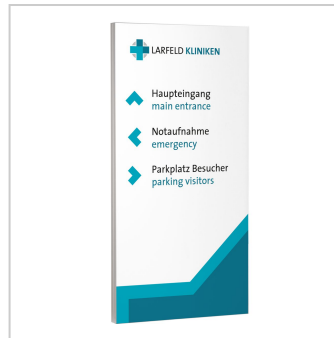 LARFELD KLINIKEN
Haupteingang
main entrance
Notaufnahme
emergency
Parkplatz Besucher
parking visitors